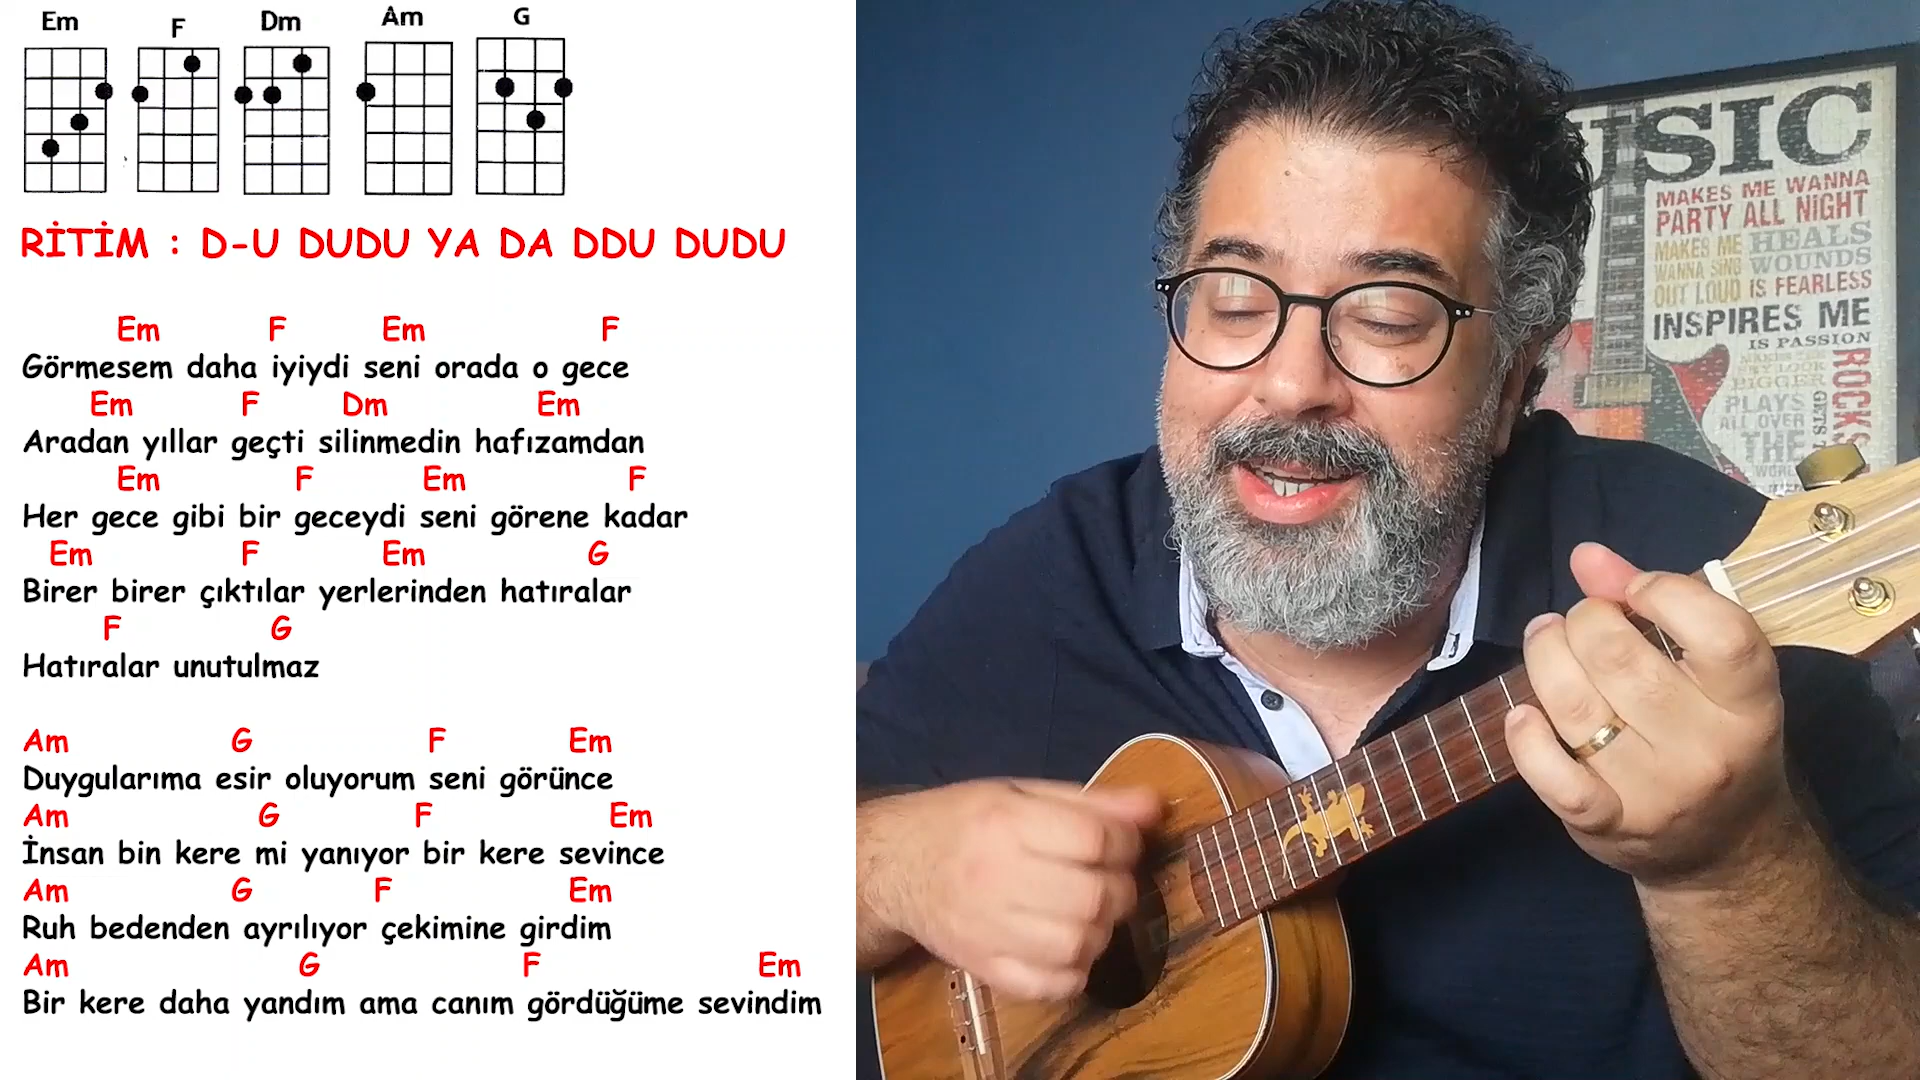 Em F Dm Am G
RİTİM : D-U DUDU YA DA DDU DUDU
Em F Em F
Görmesem daha iyiydi seni orada o gece
Em F Dm Em
Aradan yıllar geçti silinmedin hafızamdan
Em F Em F
Her gece gibi bir geceydi seni görene kadar
Em F Em G
Birer birer çıktılar yerlerinden hatıralar
F G
Hatıralar unutulmaz
Am G F Em
Duygularıma esir oluyorum seni görünce
Am G F Em
İnsan bin kere mi yanıyor bir kere sevince
Am G F Em
Ruh bedenden ayrılıyor çekimine girdim
Am G F Em
Bir kere daha yandım ama canım gördüğüme sevindim
USIC
MAKES ME WANNA
PARTY ALL NiGHT
MAKES ME HEALS
WANNA SING WOUNDS
OUT LOUD IS FEARLESS
INSPIRES ME
IS PASSION
BIGGER
PLAYS
ALL OVER
THE
ROCKS